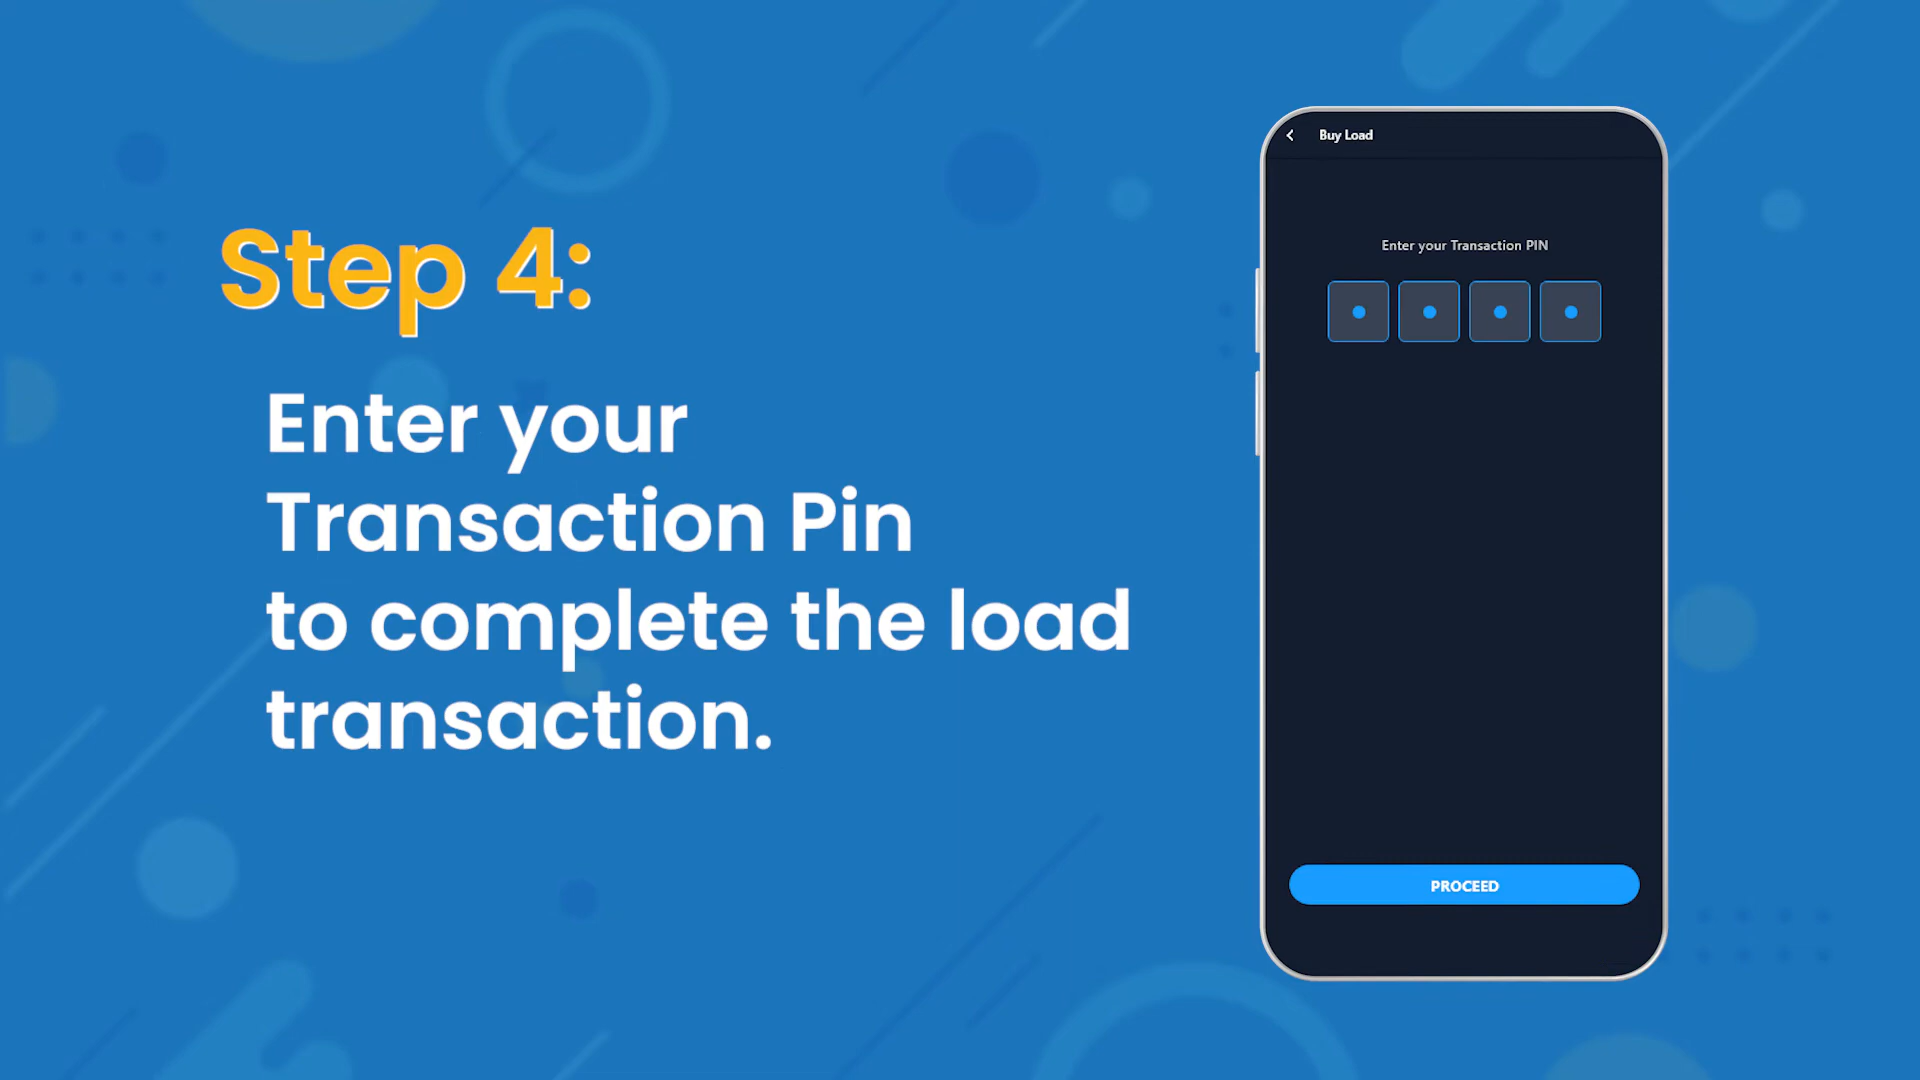 Step 4:
Enter your
Transaction Pin
to complete the load
transaction.
Buy Load
Enter your Transaction PIN
PROCEED